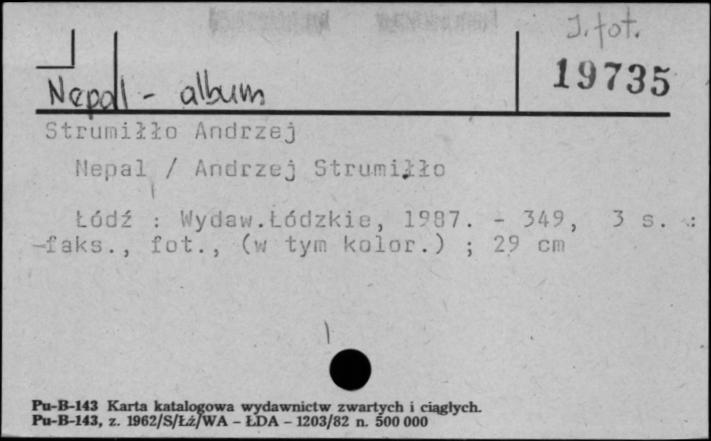 J. fot.
19735
Nepal - album
Strumiłło Andrzej
Nepal / Andrzej Strumiłło
Łódź : Wydaw.Łódzkie, 1987. - 349, 3 s. :
faks., fot., (w tym kolor.) ; 29 cm
Pu-B-143 Karta katalogowa wydawnictw zwartych i ciągłych.
Pu-B-143, z. 1962/S/Łź/WA – ŁDA – 1203/82 n. 500 000